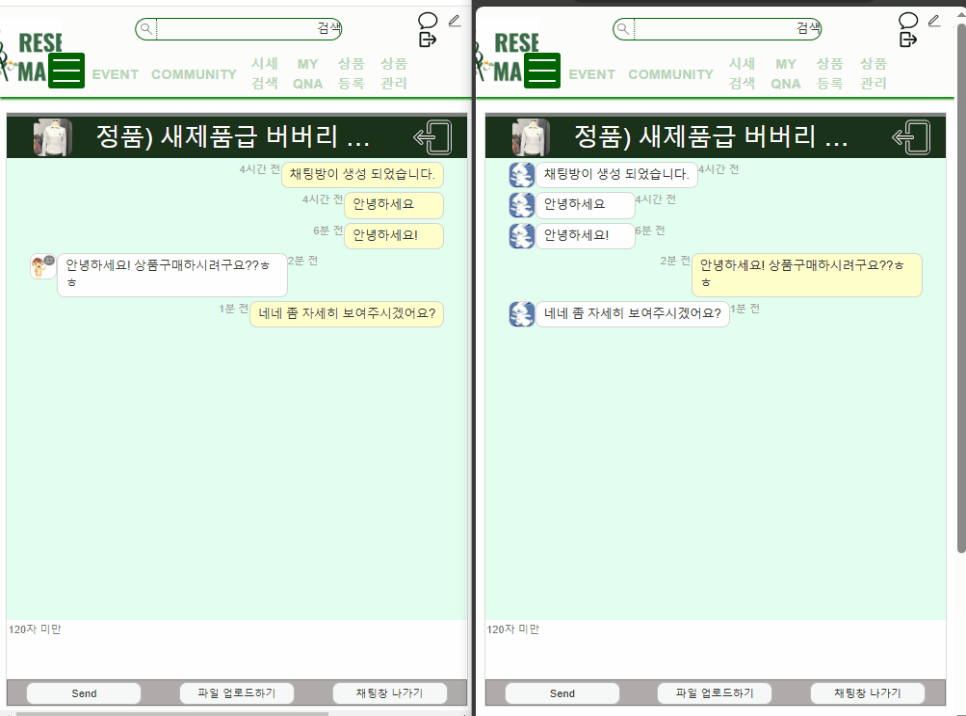 검색
RESE
MA
EVENT COMMUNITY 시세 검색 MY QNA 상품 등록 상품 관리
정품) 새제품급 버버리 ...
4시간 전 채팅방이 생성 되었습니다.
4시간 전 안녕하세요
6분 전 안녕하세요!
안녕하세요! 상품구매하시려구요??ㅎ
ㅎ
2분 전
1분 전 네네 좀 자세히 보여주시겠어요?
120자 미만
Send 파일 업로드하기 채팅창 나가기
검색
RESE
MA
EVENT COMMUNITY 시세 검색 MY QNA 상품 등록 상품 관리
정품) 새제품급 버버리 ...
채팅방이 생성 되었습니다. 4시간 전
안녕하세요 4시간 전
안녕하세요! 6분 전
2분 전
안녕하세요! 상품구매하시려구요??ㅎ
ㅎ
네네 좀 자세히 보여주시겠어요? 1분 전
120자 미만
Send 파일 업로드하기 채팅창 나가기